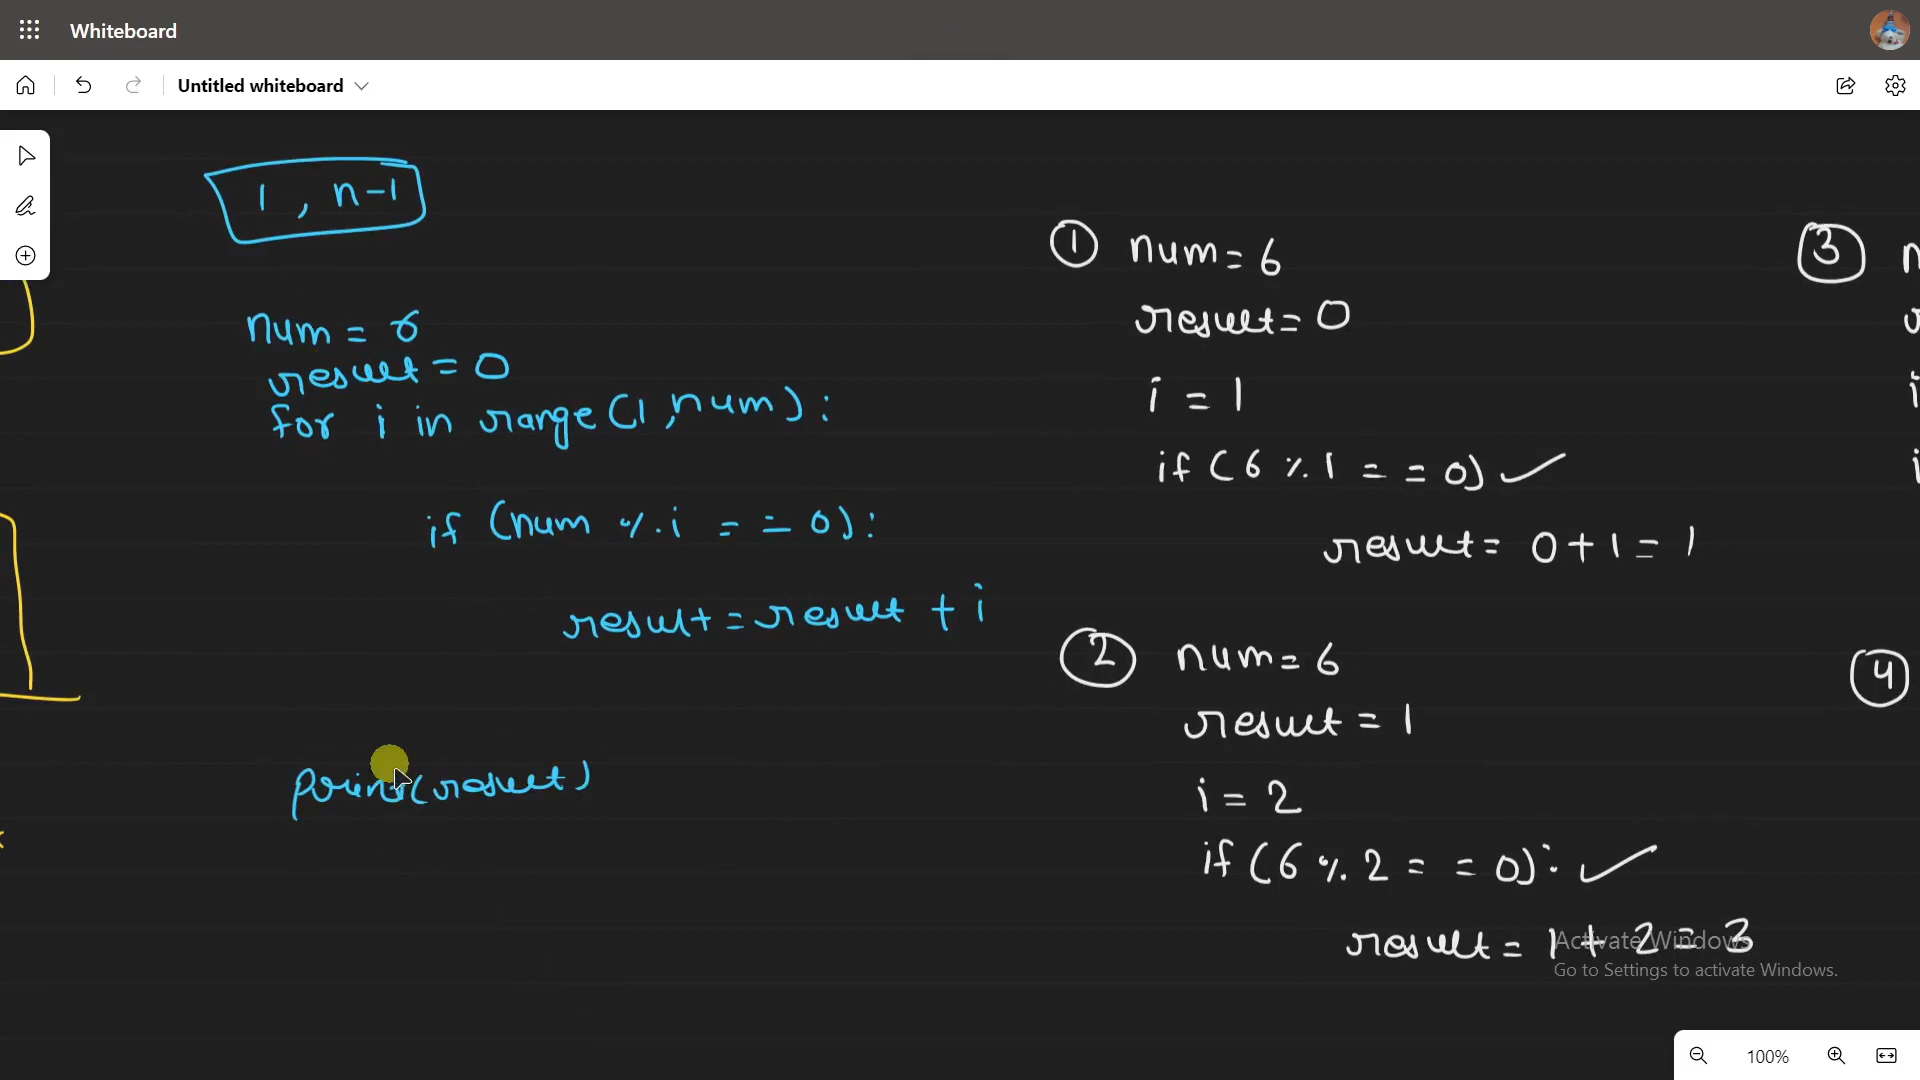 Whiteboard
Untitled whiteboard
1 , n-1
num = 6
result = 0
for i in range (1, num) :
if (num % i = = 0) :
result = result + i
print(result)
① num = 6
result = 0
i = 1
if (6 % 1 = = 0) ✓
result = 0 + 1 = 1
② num = 6
result = 1
i = 2
if (6 % 2 = = 0) : ✓
result = 1 + 2 = 3
③
i
i
④
Activate Windows
Go to Settings to activate Windows.
100%